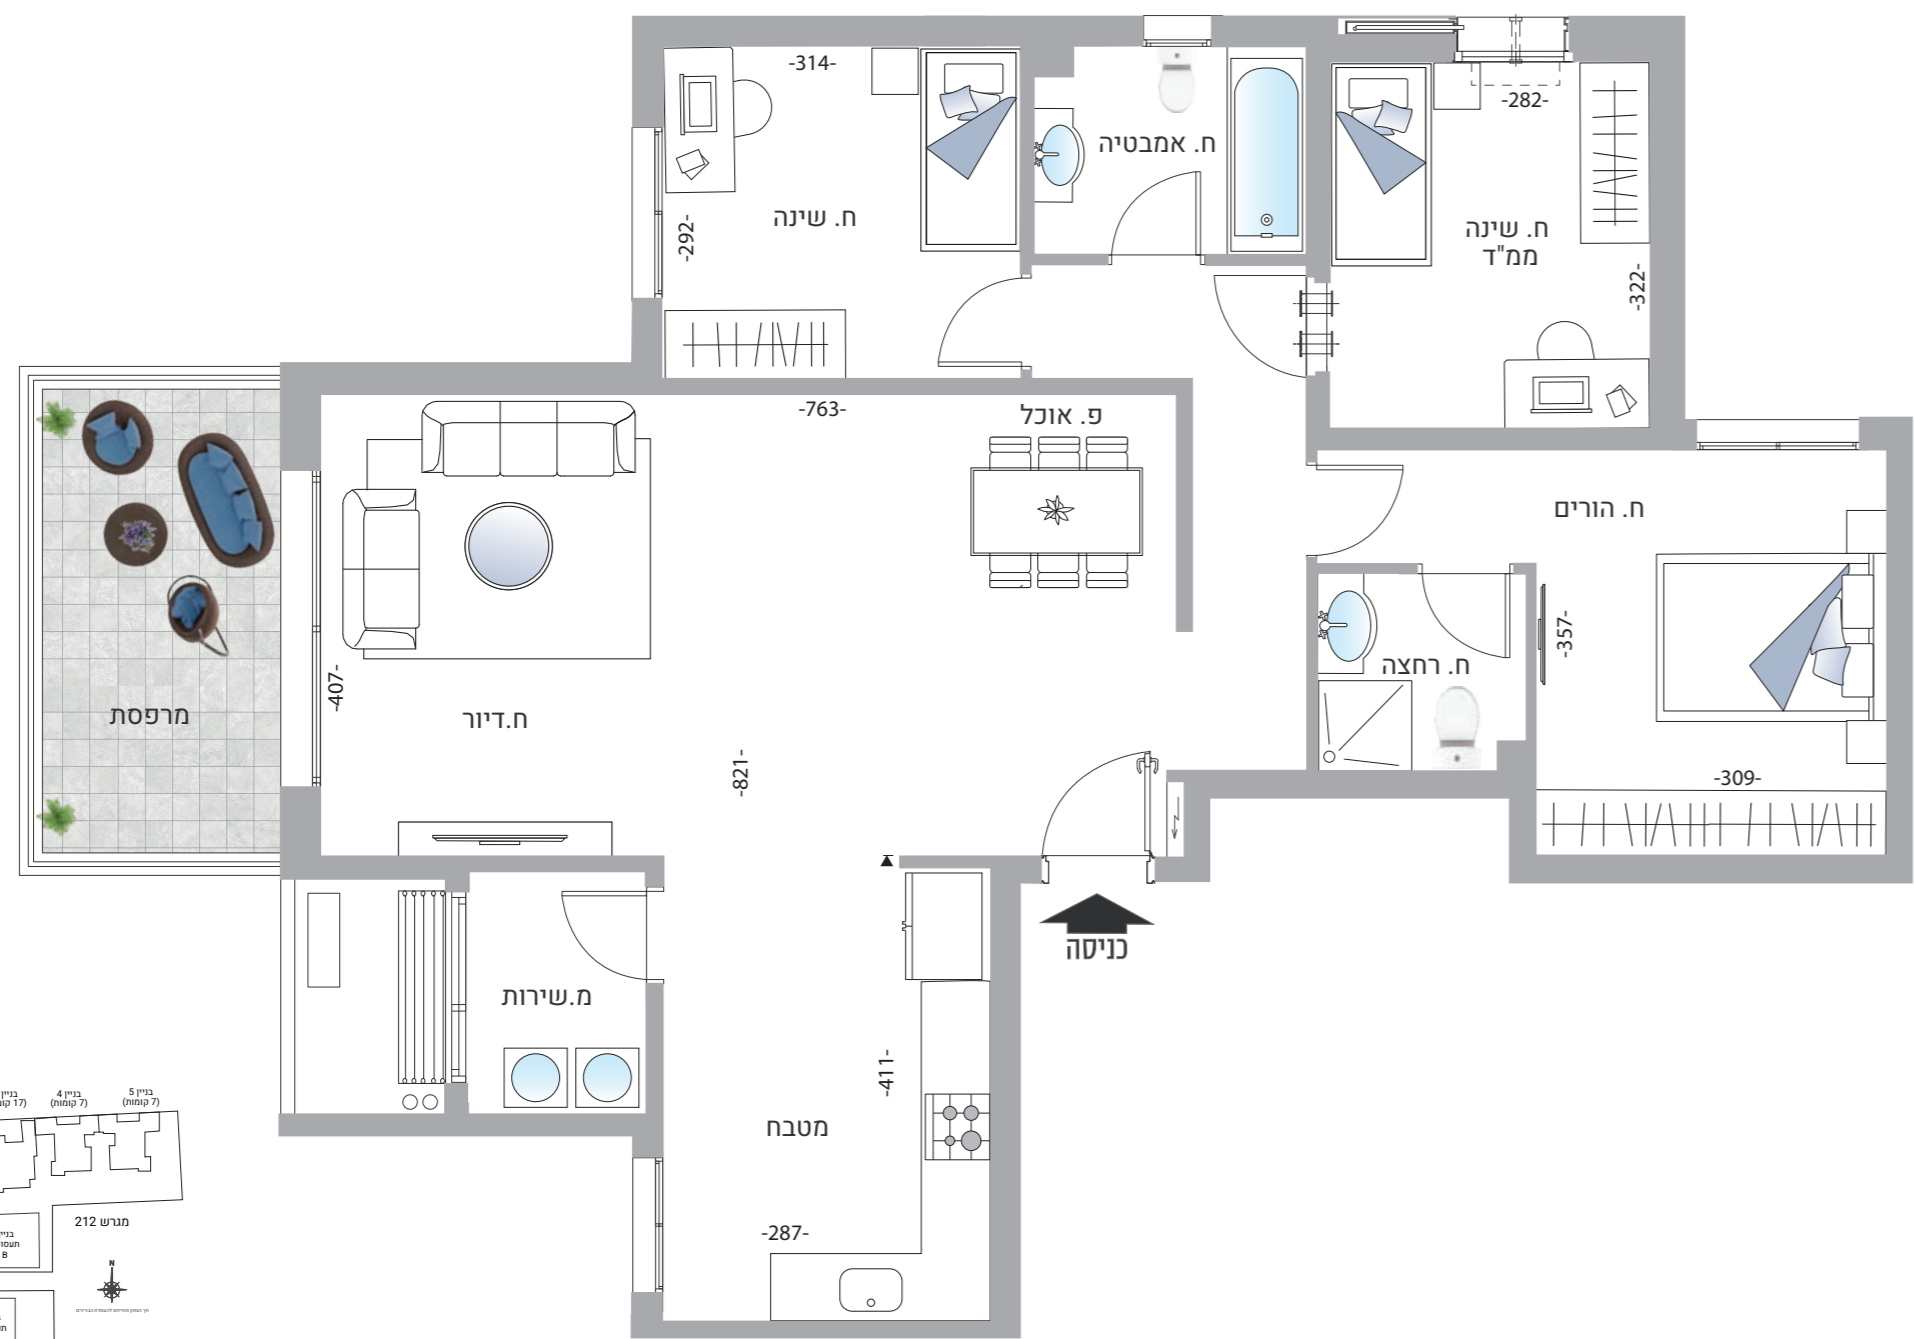 -314-
-282-
ח. אמבטיה
ח. שינה
-292-
ח. שינה
ממ"ד
-322-
-763-
פ. אוכל
ח. הורים
-357-
ח. רחצה
-407-
מרפסת
ח.דיור
-821-
-309-
כניסה
מ.שירות
-411-
מטבח
-287-
בניין 5
(7 קומות)
בניין 4
(7 קומות)
בניין
מגרש 212
B
N